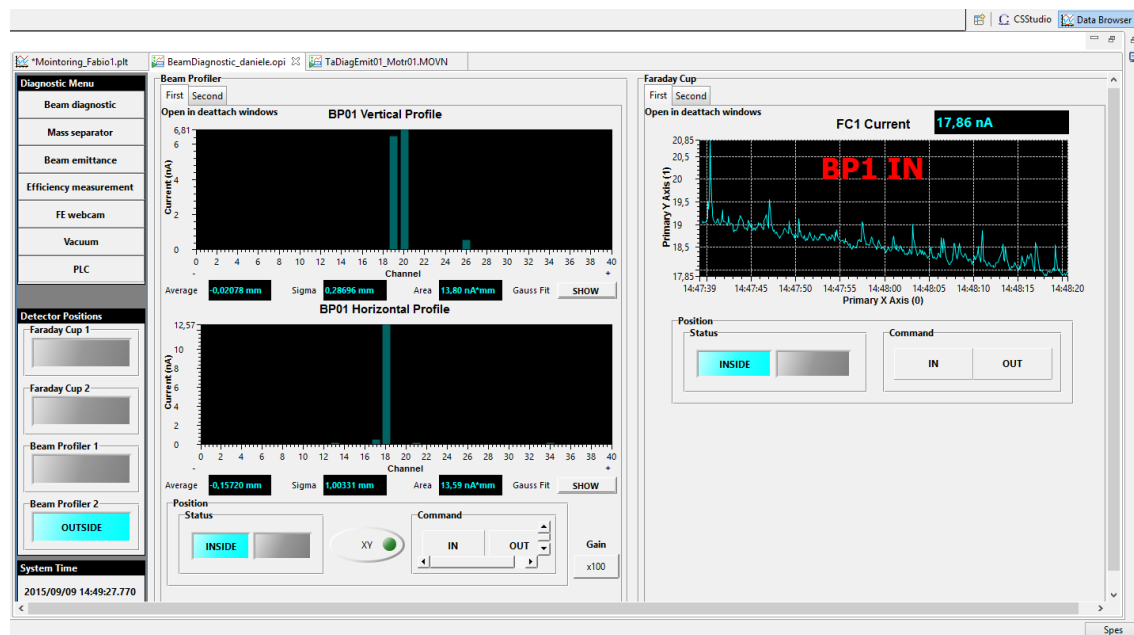 CSStudio Data Browser
*Mointoring_Fabio1.plt BeamDiagnostic_daniele.opi TaDiagEmit01_Motr01.MOVN
Diagnostic Menu
Beam diagnostic
Mass separator
Beam emittance
Efficiency measurement
FE webcam
Vacuum
PLC
Detector Positions
Faraday Cup 1
Faraday Cup 2
Beam Profiler 1
Beam Profiler 2
OUTSIDE
System Time
2015/09/09 14:49:27.770
Beam Profiler
First Second
Open in deattach windows
BP01 Vertical Profile
Current (nA)
6,81
6
4
2
0
0 2 4 6 8 10 12 14 16 18 20 22 24 26 28 30 32 34 36 38 40
- Channel +
Average -0,02078 mm Sigma 0,28696 mm Area 13,80 nA*mm Gauss Fit SHOW
BP01 Horizontal Profile
Current (nA)
12,57
10
8
6
4
2
0
0 2 4 6 8 10 12 14 16 18 20 22 24 26 28 30 32 34 36 38 40
- Channel +
Average -0,15720 mm Sigma 1,00331 mm Area 13,59 nA*mm Gauss Fit SHOW
Position
Status
INSIDE
XY
Command
IN OUT
Gain
x100
Faraday Cup
First Second
Open in deattach windows
FC1 Current 17,86 nA
BP1 IN
Primary Y Axis (1)
20,85
20,5
20
19,5
19
18,5
17,85
14:47:39 14:47:45 14:47:50 14:47:55 14:48:00 14:48:05 14:48:10 14:48:15 14:48:20
Primary X Axis (0)
Position
Status
INSIDE
Command
IN OUT
Spes